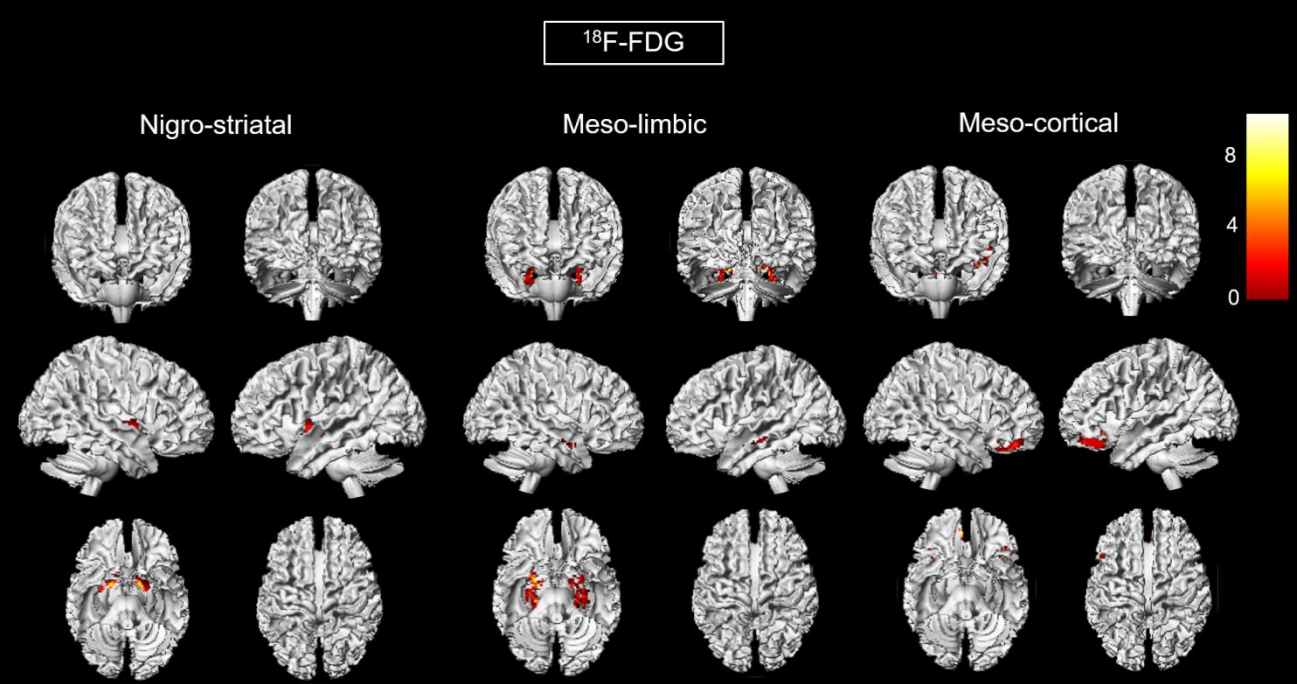 ¹⁸F-FDG
Nigro-striatal
Meso-limbic
Meso-cortical
8
4
0